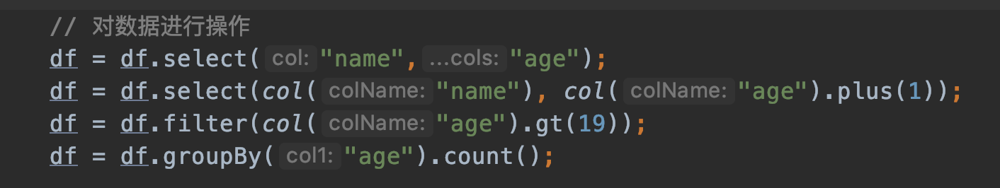 // 对数据进行操作
df = df.select( col: "name", ...cols: "age");
df = df.select(col( colName: "name"), col( colName: "age").plus(1));
df = df.filter(col( colName: "age").gt(19));
df = df.groupBy( col1: "age").count();